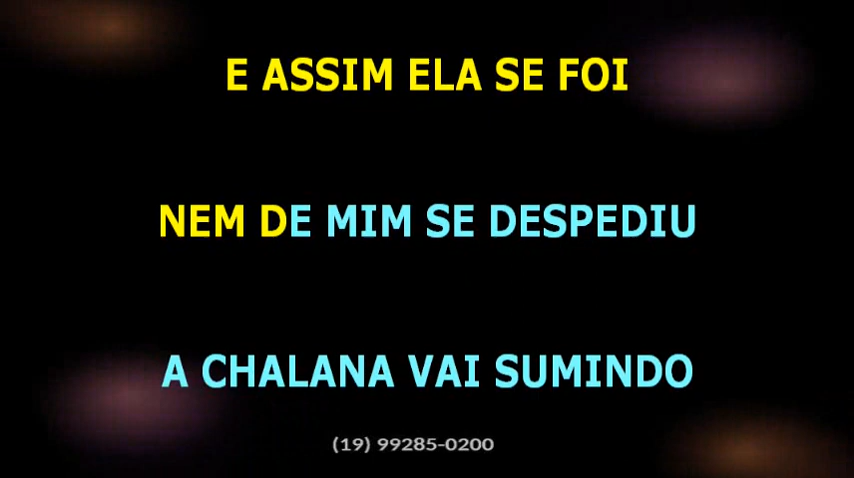 E ASSIM ELA SE FOI
NEM DE MIM SE DESPEDIU
A CHALANA VAI SUMINDO
(19) 99285-0200